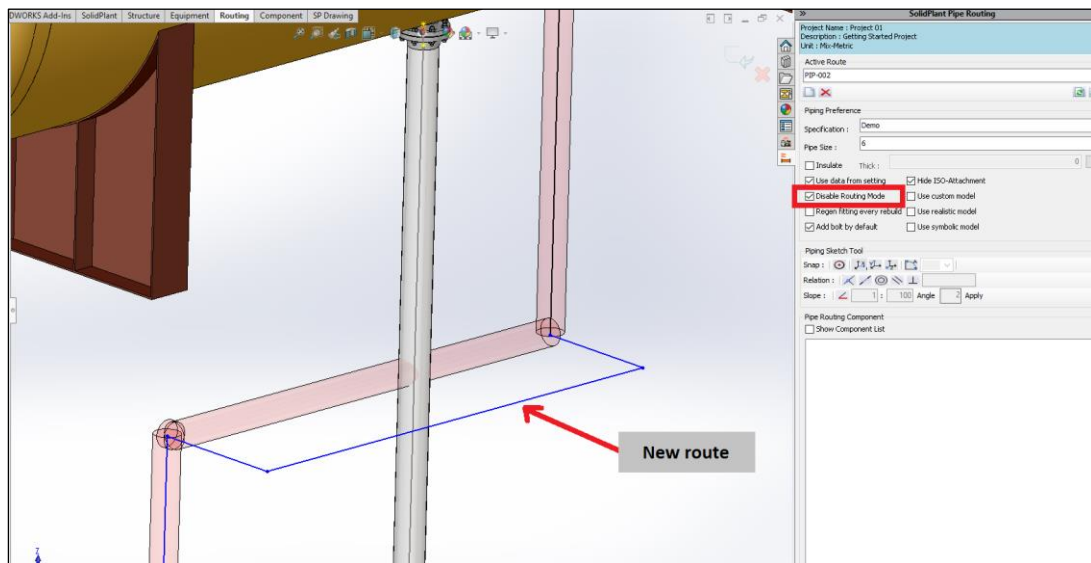 DWORKS Add-Ins SolidPlant Structure Equipment Routing Component SP Drawing
» SolidPlant Pipe Routing
Project Name : Project 01
Description : Getting Started Project
Unit : Mix-Metric
Active Route
PIP-002
Piping Preference
Specification : Demo
Pipe Size : 6
Insulate Thick : 0
Use data from setting Hide ISO-Attachment
Disable Routing Mode Use custom model
Regen fitting every rebuild Use realistic model
Add bolt by default Use symbolic model
Piping Sketch Tool
Snap :
Relation :
Slope : 1 : 100 Angle 2 Apply
Pipe Routing Component
Show Component List
New route
Z